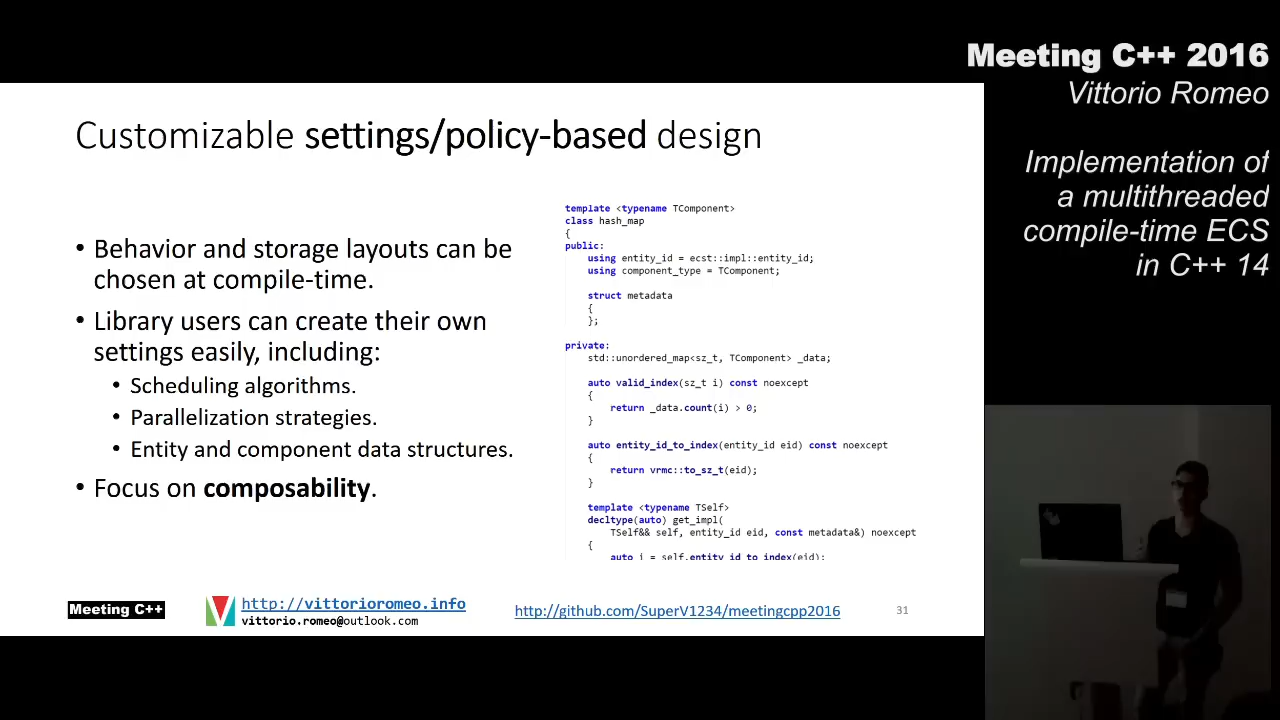 Meeting C++ 2016
Vittorio Romeo
Implementation of
a multithreaded
compile-time ECS
in C++ 14
Customizable settings/policy-based design
• Behavior and storage layouts can be
chosen at compile-time.
• Library users can create their own
settings easily, including:
• Scheduling algorithms.
• Parallelization strategies.
• Entity and component data structures.
• Focus on composability.
template <typename TComponent>
class hash_map
{
public:
using entity_id = ecst::impl::entity_id;
using component_type = TComponent;
struct metadata
{
};
private:
std::unordered_map<sz_t, TComponent> _data;
auto valid_index(sz_t i) const noexcept
{
return _data.count(i) > 0;
}
auto entity_id_to_index(entity_id eid) const noexcept
{
return vrmc::to_sz_t(eid);
}
template <typename TSelf>
decltype(auto) get_impl(
TSelf&& self, entity_id eid, const metadata&) noexcept
{
auto i = self.entity_id_to_index(eid);
Meeting C++
http://vittorioromeo.info
vittorio.romeo@outlook.com
http://github.com/SuperV1234/meetingcpp2016
31